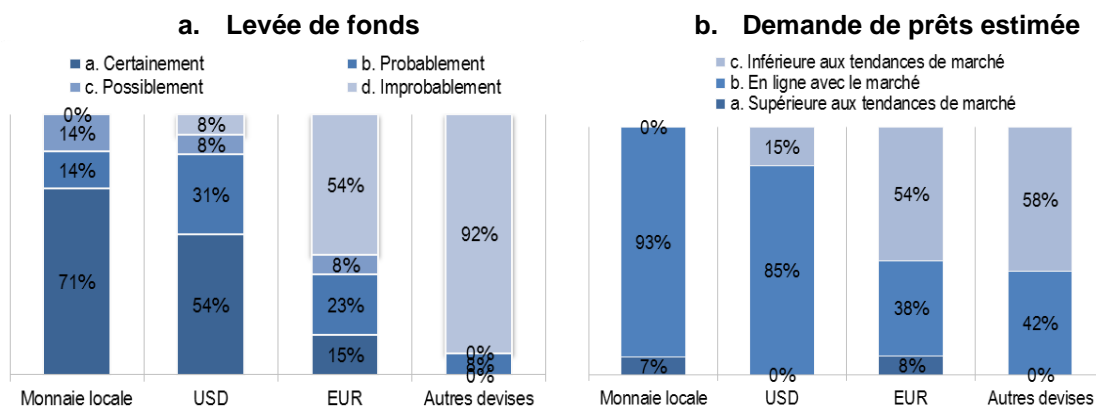 a. Levée de fonds
a. Certainement
b. Probablement
c. Possiblement
d. Improbablement
0%
14%
14%
71%
8%
8%
31%
54%
54%
8%
23%
15%
92%
0%
8%
0%
Monnaie locale
USD
EUR
Autres devises
b. Demande de prêts estimée
c. Inférieure aux tendances de marché
b. En ligne avec le marché
a. Supérieure aux tendances de marché
0%
93%
7%
15%
85%
0%
54%
38%
8%
58%
42%
0%
Monnaie locale
USD
EUR
Autres devises